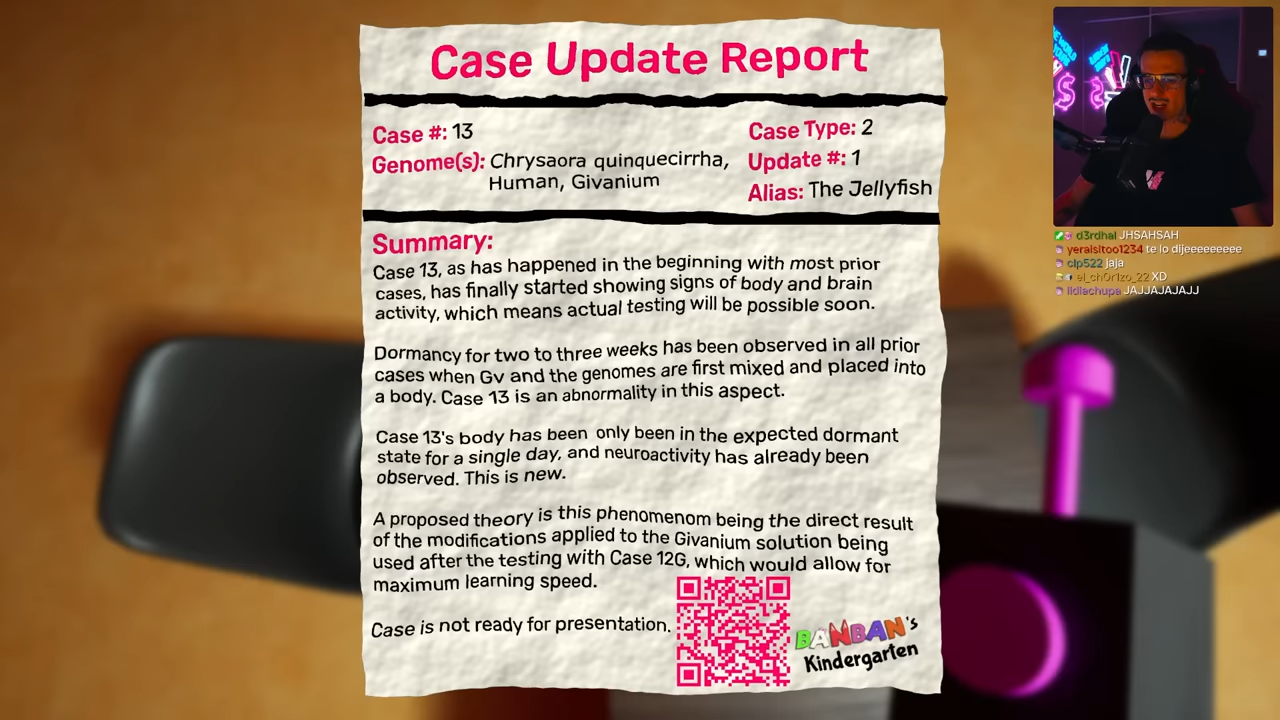 Case Update Report
Case #: 13
Genome(s): Chrysaora quinquecirrha,
Human, Givanium
Case Type: 2
Update #: 1
Alias: The Jellyfish
Summary:
Case 13, as has happened in the beginning with most prior
cases, has finally started showing signs of body and brain
activity, which means actual testing will be possible soon.
Dormancy for two to three weeks has been observed in all prior
cases when Gv and the genomes are first mixed and placed into
a body. Case 13 is an abnormality in this aspect.
Case 13's body has been only been in the expected dormant
state for a single day, and neuroactivity has already been
observed. This is new.
A proposed theory is this phenomenom being the direct result
of the modifications applied to the Givanium solution being
used after the testing with Case 12G, which would allow for
maximum learning speed.
Case is not ready for presentation.
BANBAN's
Kindergarten
d3rdhal JHSAHSAH
yeraisito1234 te lo dijeeeeeeeee
clp522 jaja
el_ch0r1zo_22 XD
lidiachupa JAJJAJAJAJJ